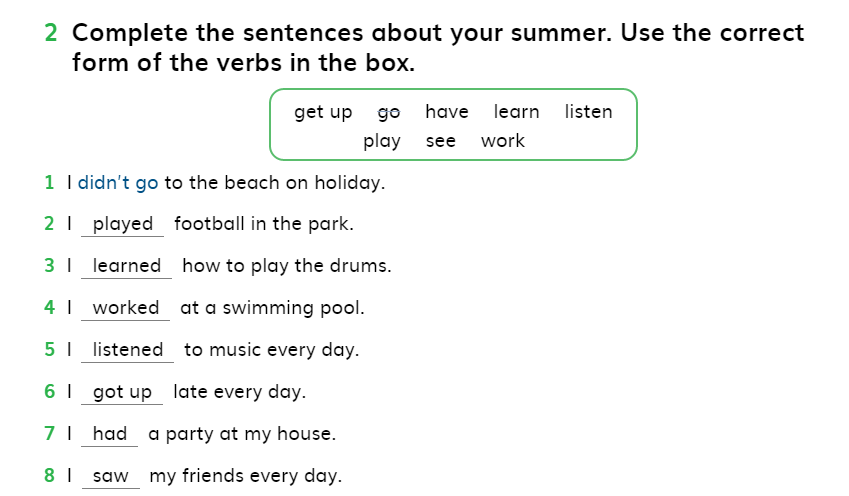 2 Complete the sentences about your summer. Use the correct
form of the verbs in the box.
get up go have learn listen
play see work
1 I didn't go to the beach on holiday.
2 I played football in the park.
3 I learned how to play the drums.
4 I worked at a swimming pool.
5 I listened to music every day.
6 I got up late every day.
7 I had a party at my house.
8 I saw my friends every day.